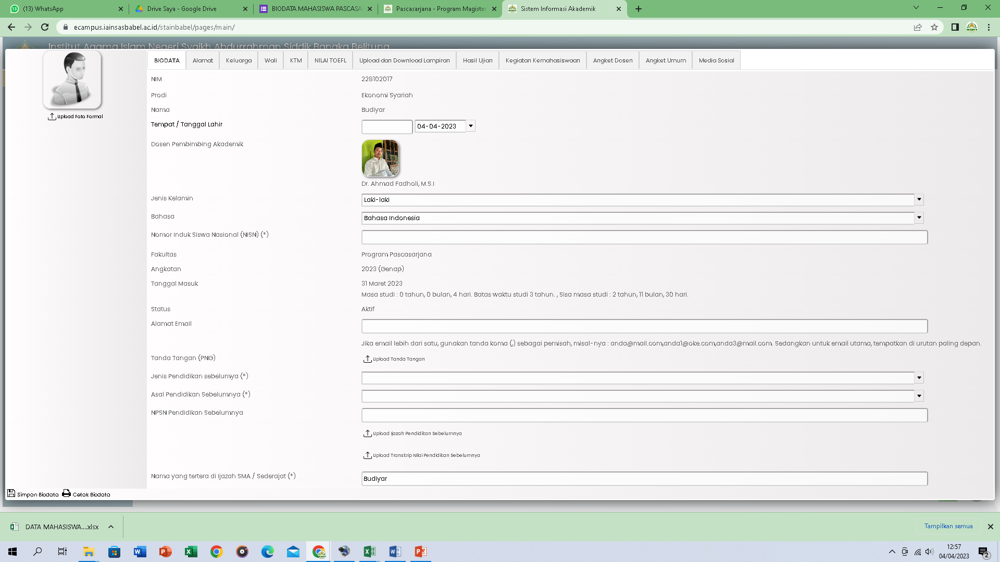 (13) WhatsApp
Drive Saya - Google Drive
BIODATA MAHASISWA PASCASA
Pascasarjana - Program Magister
Sistem Informasi Akademik
ecampus.iainsasbabel.ac.id/stainbabel/pages/main/
Institut Agama Islam Negeri Syaikh Abdurrahman Siddik Bangka Belitung
BIODATA
Alamat
Keluarga
Wali
KTM
NILAI TOEFL
Upload dan Download Lampiran
Hasil Ujian
Kegiatan Kemahasiswaan
Angket Dosen
Angket Umum
Media Sosial
Upload Foto Formal
NIM 228102017
Prodi Ekonomi Syariah
Nama Budiyar
Tempat / Tanggal Lahir 04-04-2023
Dosen Pembimbing Akademik
Dr. Ahmad Fadholi, M.S.I
Jenis Kelamin Laki-laki
Bahasa Bahasa Indonesia
Nomor Induk Siswa Nasional (NISN) (*)
Fakultas Program Pascasarjana
Angkatan 2023 (Genap)
Tanggal Masuk 31 Maret 2023
Masa studi : 0 tahun, 0 bulan, 4 hari. Batas waktu studi 3 tahun. , Sisa masa studi : 2 tahun, 11 bulan, 30 hari.
Status Aktif
Alamat Email
Jika email lebih dari satu, gunakan tanda koma (,) sebagai pemisah, misal-nya : anda@mail.com,anda1@oke.com,anda3@mail.com. Sedangkan untuk email utama, tempatkan di urutan paling depan.
Tanda Tangan (PNG) Upload Tanda Tangan
Jenis Pendidikan sebelumya (*)
Asal Pendidikan Sebelumnya (*)
NPSN Pendidikan Sebelumnya
Upload Ijazah Pendidikan Sebelumnya
Upload Transkrip Nilai Pendidikan Sebelumnya
Nama yang tertera di Ijazah SMA / Sederajat (*) Budiyar
Simpan Biodata Cetak Biodata
DATA MAHASISWA....xlsx
Tampilkan semua
12:57
04/04/2023
2